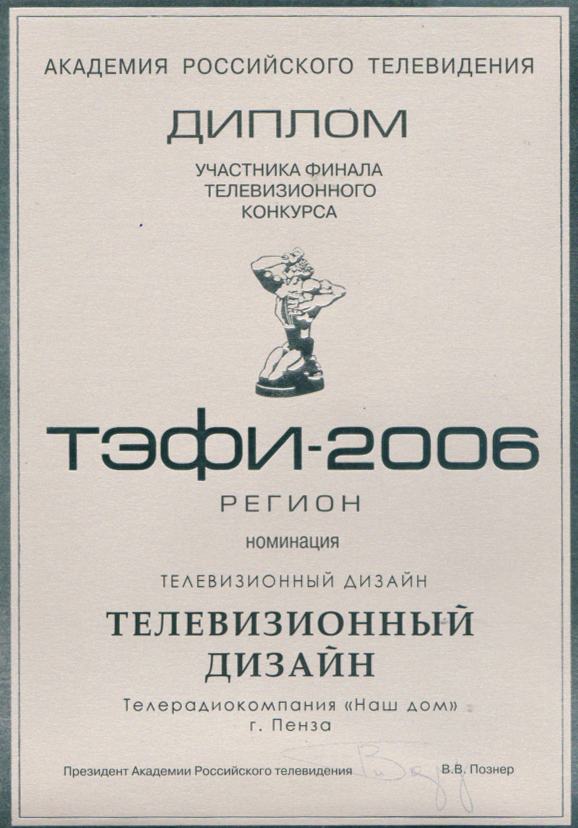 АКАДЕМИЯ РОССИЙСКОГО ТЕЛЕВИДЕНИЯ
ДИПЛОМ
УЧАСТНИКА ФИНАЛА
ТЕЛЕВИЗИОННОГО
КОНКУРСА
ТЭФИ-2006
РЕГИОН
НОМИНАЦИЯ
ТЕЛЕВИЗИОННЫЙ ДИЗАЙН
ТЕЛЕВИЗИОННЫЙ
ДИЗАЙН
Телерадиокомпания «Наш дом»
г. Пенза
Президент Академии Российского телевидения В.В. Познер